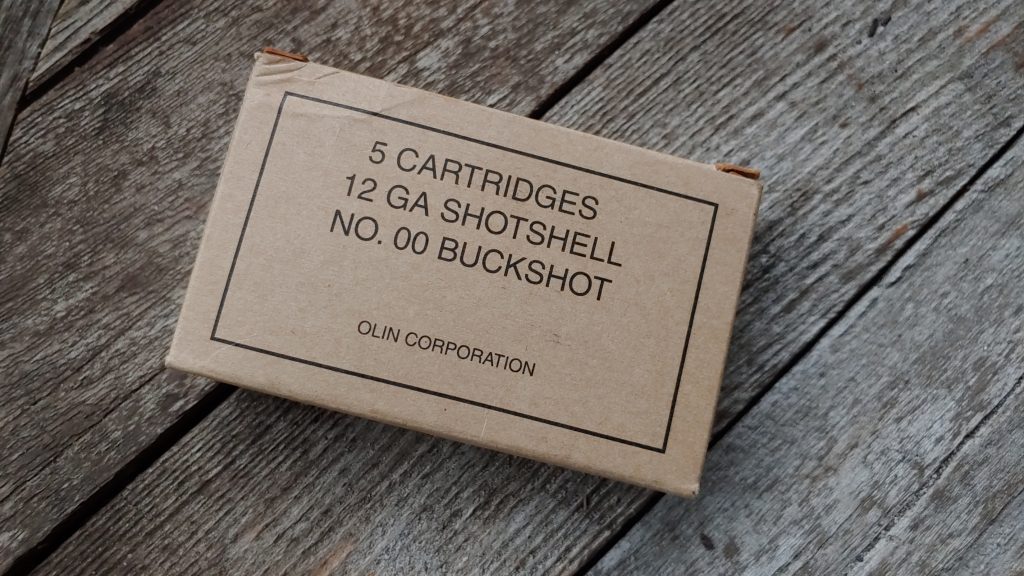 5 CARTRIDGES
12 GA SHOTSHELL
NO. 00 BUCKSHOT
OLIN CORPORATION